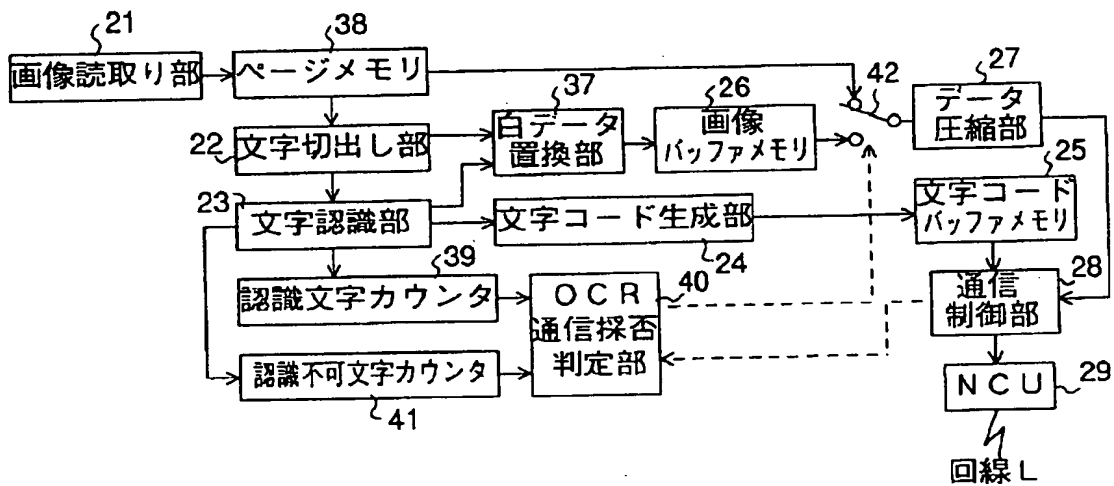 21
画像読取り部
38
ページメモリ
22
文字切出し部
37
白データ
置換部
26
画像
バッファメモリ
42
27
データ
圧縮部
23
文字認識部
文字コード生成部
24
25
文字コード
バッファメモリ
39
認識文字カウンタ
認識不可文字カウンタ
41
OCR
通信採否
判定部
40
通信
制御部
28
NCU
29
回線L